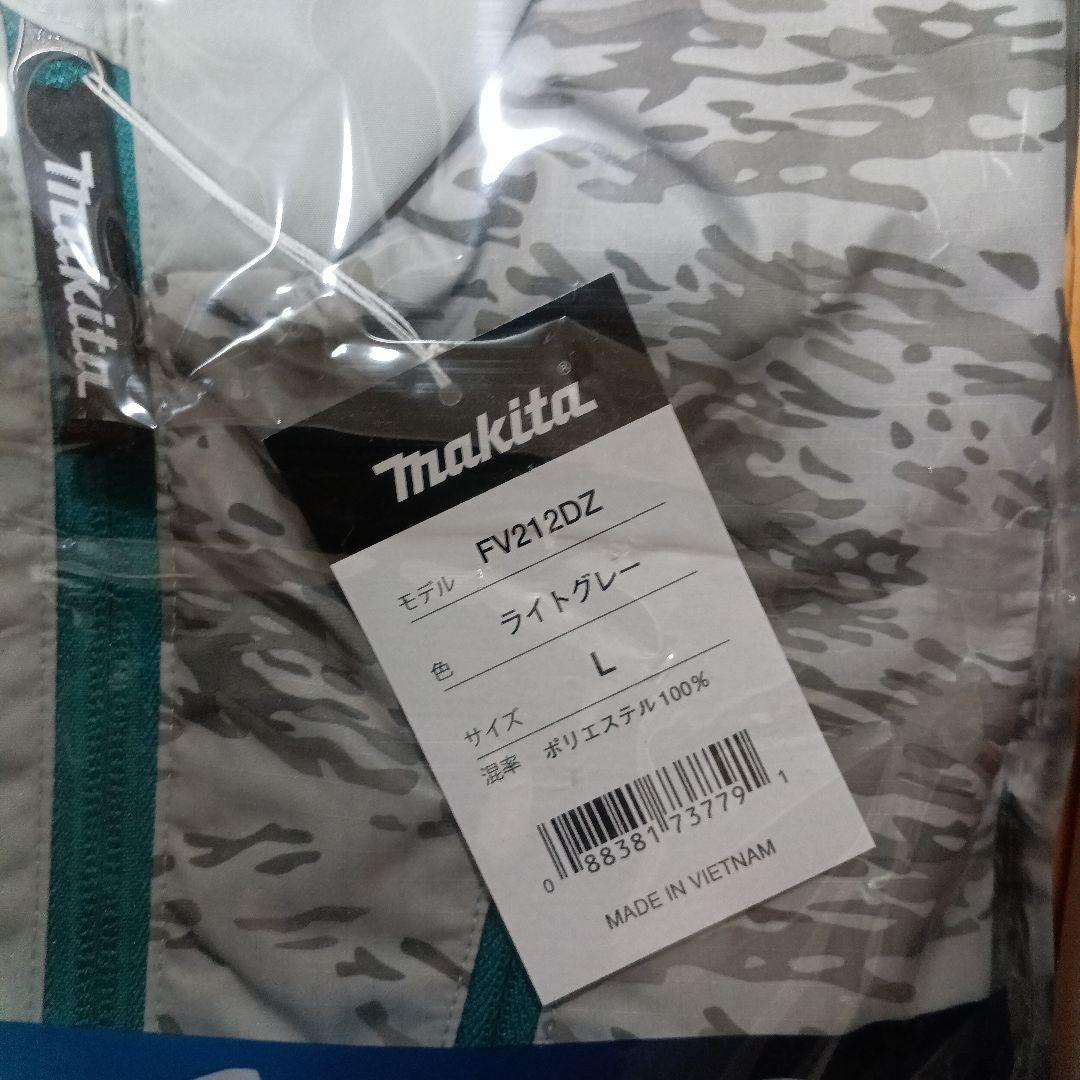 Makita
makita®
モデル FV212DZ
色 ライトグレー
サイズ L
混率 ポリエステル100%
0 88381 73779 1
MADE IN VIETNAM